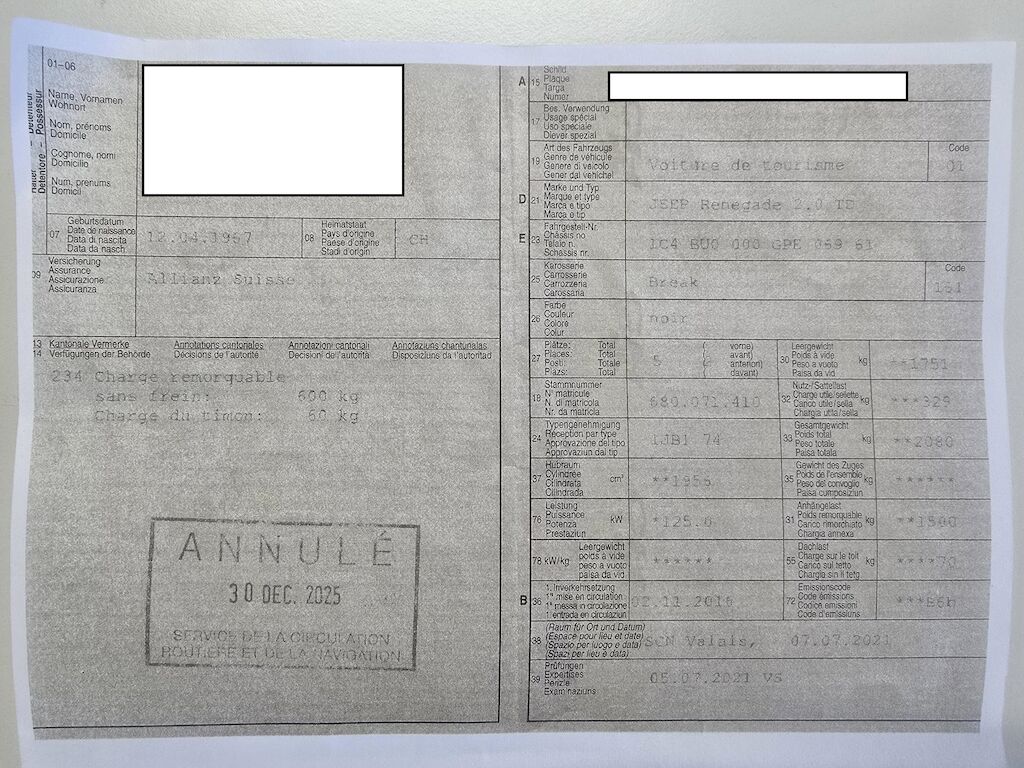 01-06
Halter - Détenteur
Detentore - Possessur
Name, Vornamen
Wohnort
Nom, prénoms
Domicile
Cognome, nomi
Domicilio
Num, prenums
Domicil
07 Geburtsdatum
Date de naissance
Data di nascita
Data da nasch.
12.04.1967
08 Heimatstaat
Pays d'origine
Paese d'origine
Stadi d'origin
CH
09 Versicherung
Assurance
Assicurazione
Assicuranza
Allianz Suisse
13 Kantonale Vermerke Annotations cantonales Annotazioni cantonali Annotaziuns chantunalas
14 Verfügungen der Behörde Décisions de l'autorité Decisioni dell'autorità Disposiziuns da l'autoritad
234 Charge remorquable
sans frein: 600 kg
Charge du timon: 60 kg
ANNULÉ
30 DEC. 2025
SERVICE DE LA CIRCULATION
ROUTIERE ET DE LA NAVIGATION
A 15 Schild
Plaque
Targa
Numer
17 Bes. Verwendung
Usage spécial
Uso speciale
Diever spezial
19 Art des Fahrzeugs
Genre de véhicule
Genere di veicolo
Gener dal vehichel
Voiture de tourisme
Code
01
D 21 Marke und Typ
Marque et type
Marca e tipo
Marca e tip
JEEP Renegade 2.0 TD
E 23 Fahrgestell-Nr.
Châssis no
Telaio n.
Schassis nr.
1C4 BU0 000 GPE 069 61
25 Karosserie
Carrosserie
Carrozzeria
Carossaria
Break
Code
151
26 Farbe
Couleur
Colore
Colur
noir
27 Plätze: Total (vorne)
Places: Total (avant)
Posti: Totale (anteriori)
Plazs: Total (davant)
5
30 Leergewicht
Poids à vide
Peso a vuoto
Paisa da vid
kg
**1751
18 Stammnummer
N° matricule
N. di matricola
Nr. da matricla
680.071.410
32 Nutz-/Sattellast
Charge utile/sellette
Carico utile/sella
Chargia utila/sella
kg
***329
24 Typengenehmigung
Réception par type
Approvazione del tipo
Approvaziun dal tip
1JB1 74
33 Gesamtgewicht
Poids total
Peso totale
Paisa totala
kg
**2080
37 Hubraum
Cylindrée
Cilindrata
Cilindrada
cm³
**1956
35 Gewicht des Zuges
Poids de l'ensemble
Peso del convoglio
Paisa cumposiziun
kg
******
76 Leistung
Puissance
Potenza
Prestaziun
kW
*125.0
31 Anhängelast
Poids remorquable
Carico rimorchiato
Chargia annexa
kg
**1500
78 kW/kg Leergewicht
poids à vide
peso a vuoto
paisa da vid
******
55 Dachlast
Charge sur le toit
Carico sul tetto
Chargia sin il tetg
kg
****70
B 36 1. Inverkehrsetzung
1re mise en circulation
1a messa in circolazione
1 entrada en circulaziun
02.11.2016
72 Emissionscode
Code émissions
Codice emissioni
Code d'emissiuns
***B6b
38 (Raum für Ort und Datum)
(Espace pour lieu et date)
(Spazio per luogo e data)
(Spazi per lieu e data)
SCN Valais, 07.07.2021
39 Prüfungen
Expertises
Perizie
Examinaziuns
05.07.2021 VS